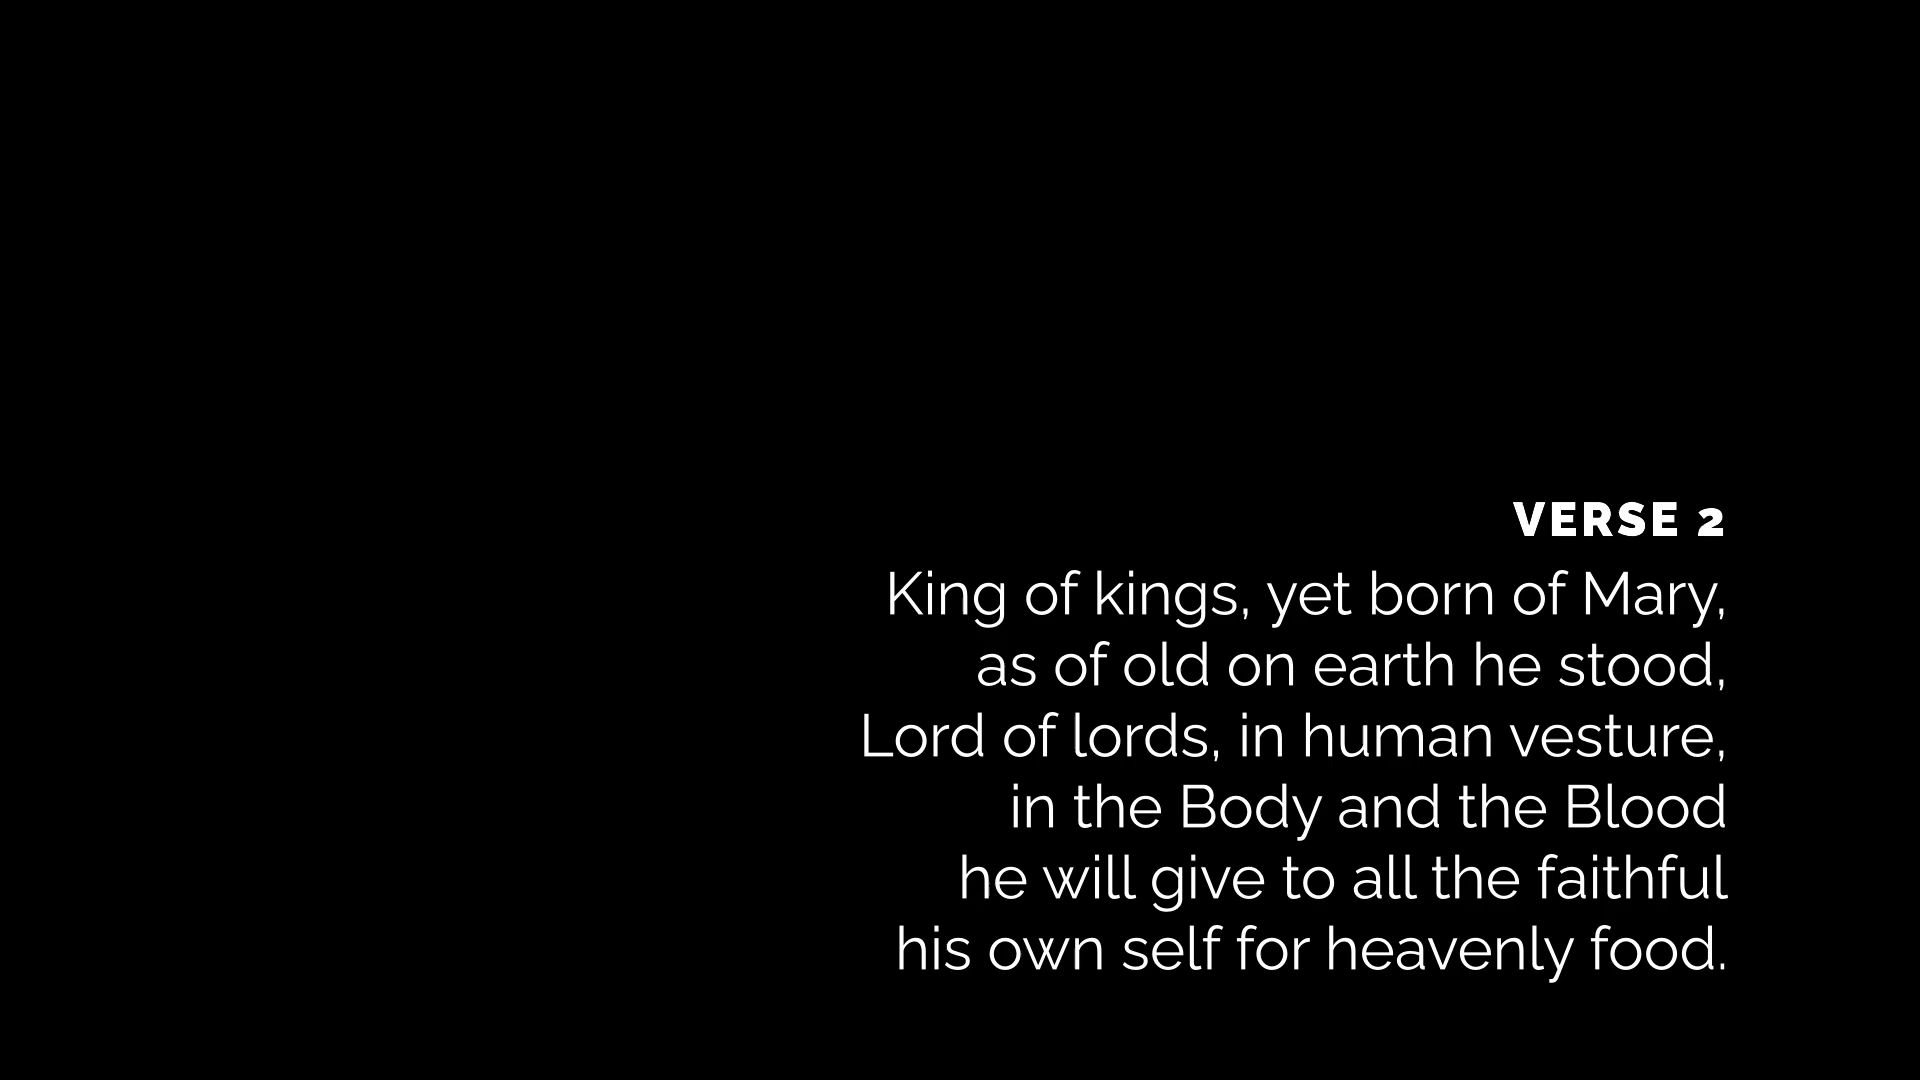 VERSE 2
King of kings, yet born of Mary,
as of old on earth he stood,
Lord of lords, in human vesture,
in the Body and the Blood
he will give to all the faithful
his own self for heavenly food.